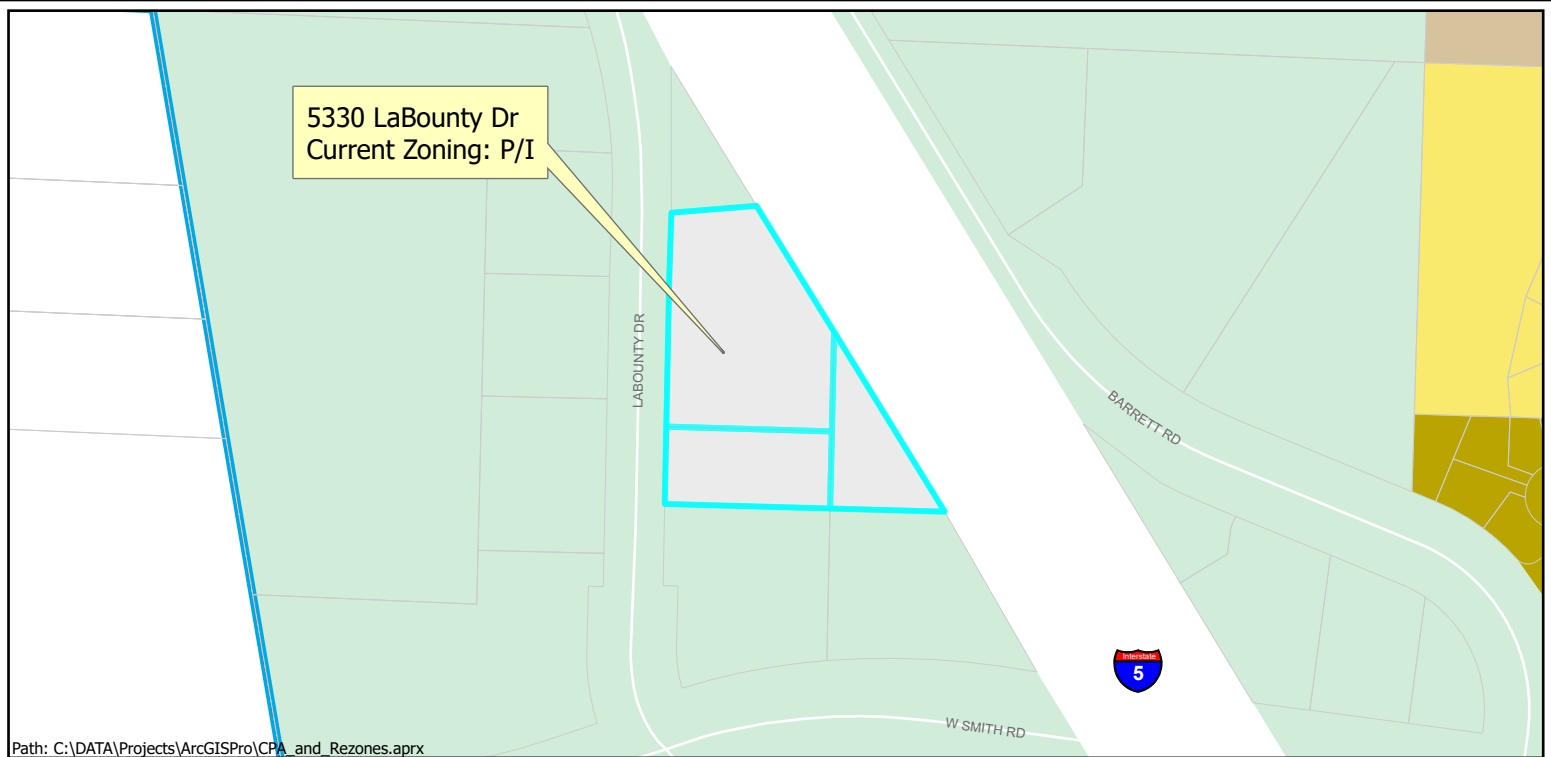 5330 LaBounty Dr
Current Zoning: P/I
LABOUNTY DR
BARRETT RD
Interstate
5
W SMITH RD
Path: C:\DATA\Projects\ArcGISPro\CPA_and_Rezones.aprx